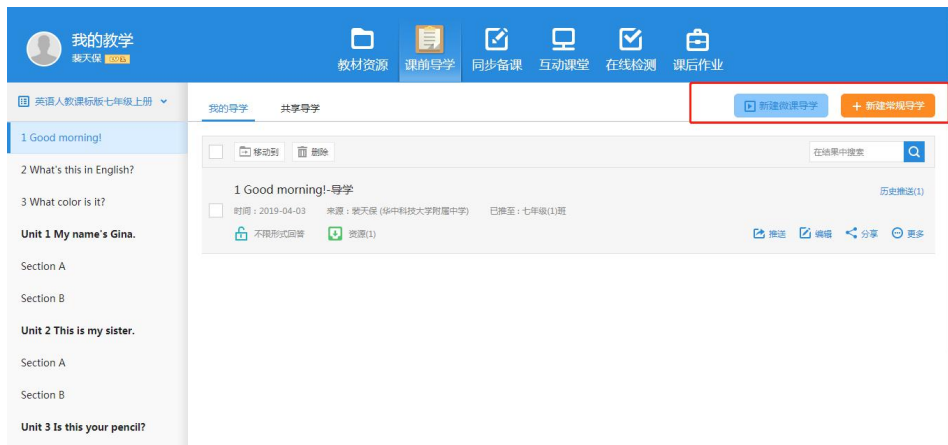 我的教学
裴天保
教材资源 课前导学 同步备课 互动课堂 在线检测 课后作业
英语人教课标版七年级上册
我的导学 共享导学
新建微课导学 + 新建常规导学
1 Good morning!
2 What's this in English?
3 What color is it?
Unit 1 My name's Gina.
Section A
Section B
Unit 2 This is my sister.
Section A
Section B
Unit 3 Is this your pencil?
移动到 删除
在结果中搜索
1 Good morning!-导学
历史推送(1)
时间：2019-04-03 来源：裴天保 (华中科技大学附属中学) 已推至：七年级(1)班
不限形式回答 资源(1)
推送 编辑 分享 更多